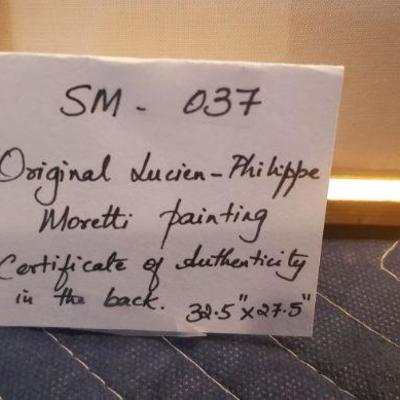 SM - 037
Original Lucien-Philippe
Moretti painting
Certificate of Authenticity
in the back. 32.5"x27.5"